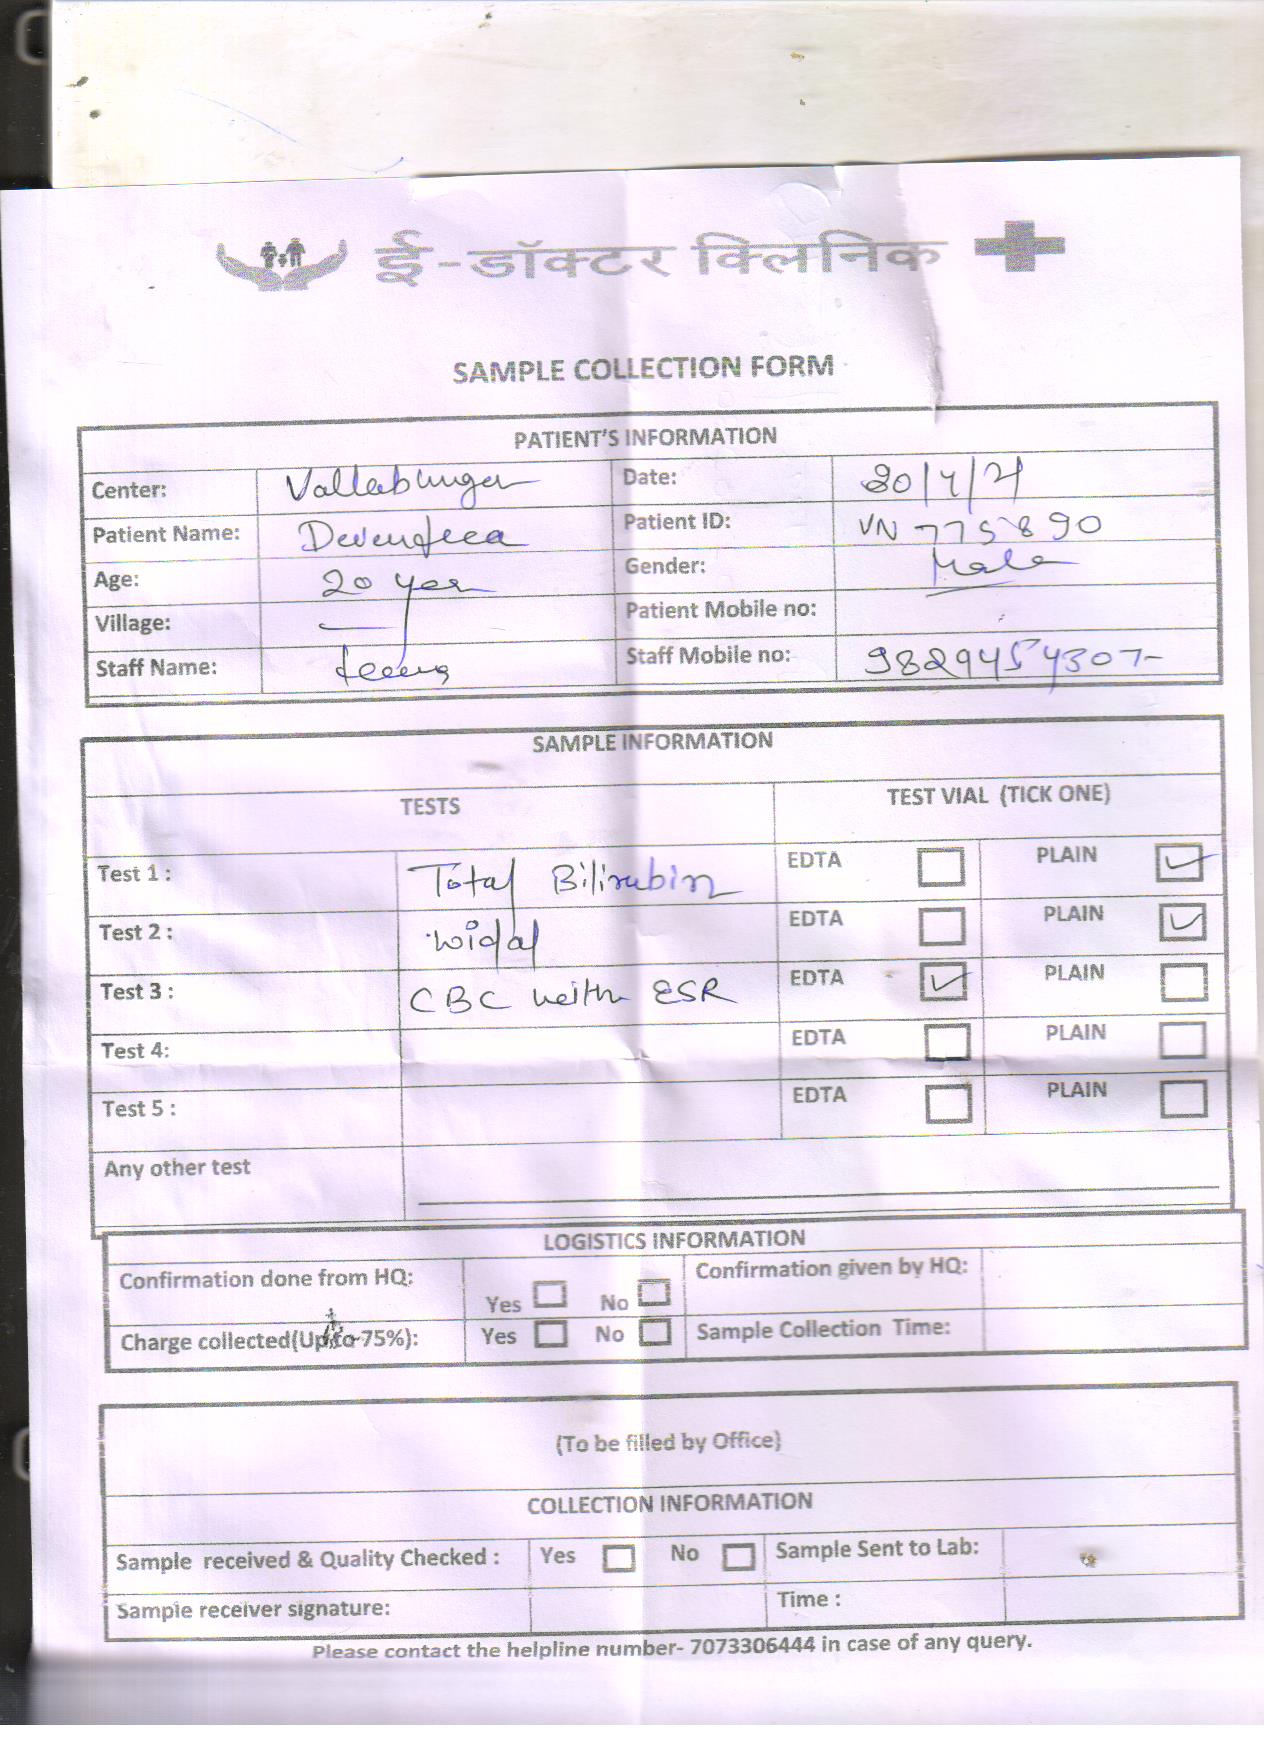 ई-डॉक्टर क्लिनिक
SAMPLE COLLECTION FORM
PATIENT'S INFORMATION
Center: Date:
Patient Name: Patient ID: VN 775890
Age: 20 Gender: Male
Village: — Patient Mobile no:
Staff Name: Staff Mobile no: 9829454307-
SAMPLE INFORMATION
TESTS TEST VIAL (TICK ONE)
Test 1 : Total Bilirubin EDTA PLAIN
Test 2 : widal EDTA PLAIN
Test 3 : CBC with ESR EDTA PLAIN
Test 4: EDTA PLAIN
Test 5 : EDTA PLAIN
Any other test
LOGISTICS INFORMATION
Confirmation done from HQ: Yes No Confirmation given by HQ:
Charge collected(Upto 75%): Yes No Sample Collection Time:
(To be filled by Office)
COLLECTION INFORMATION
Sample received & Quality Checked : Yes No Sample Sent to Lab:
Sample receiver signature: Time :
Please contact the helpline number- 7073306444 in case of any query.